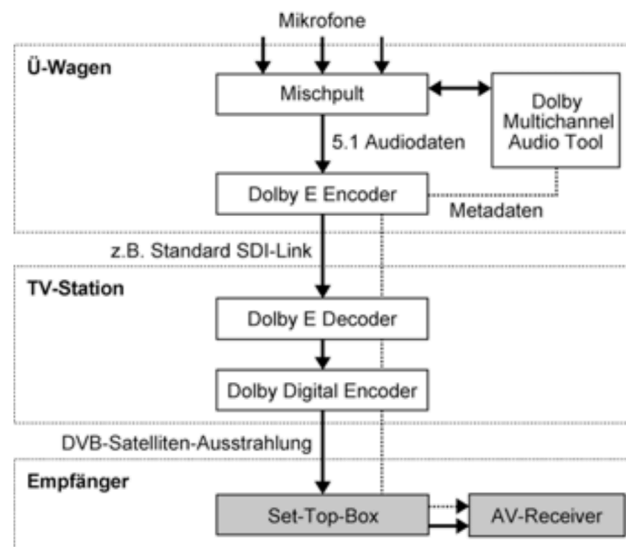 Mikrofone
Ü-Wagen
Mischpult
Dolby
Multichannel
Audio Tool
5.1 Audiodaten
Dolby E Encoder
Metadaten
z.B. Standard SDI-Link
TV-Station
Dolby E Decoder
Dolby Digital Encoder
DVB-Satelliten-Ausstrahlung
Empfänger
Set-Top-Box
AV-Receiver